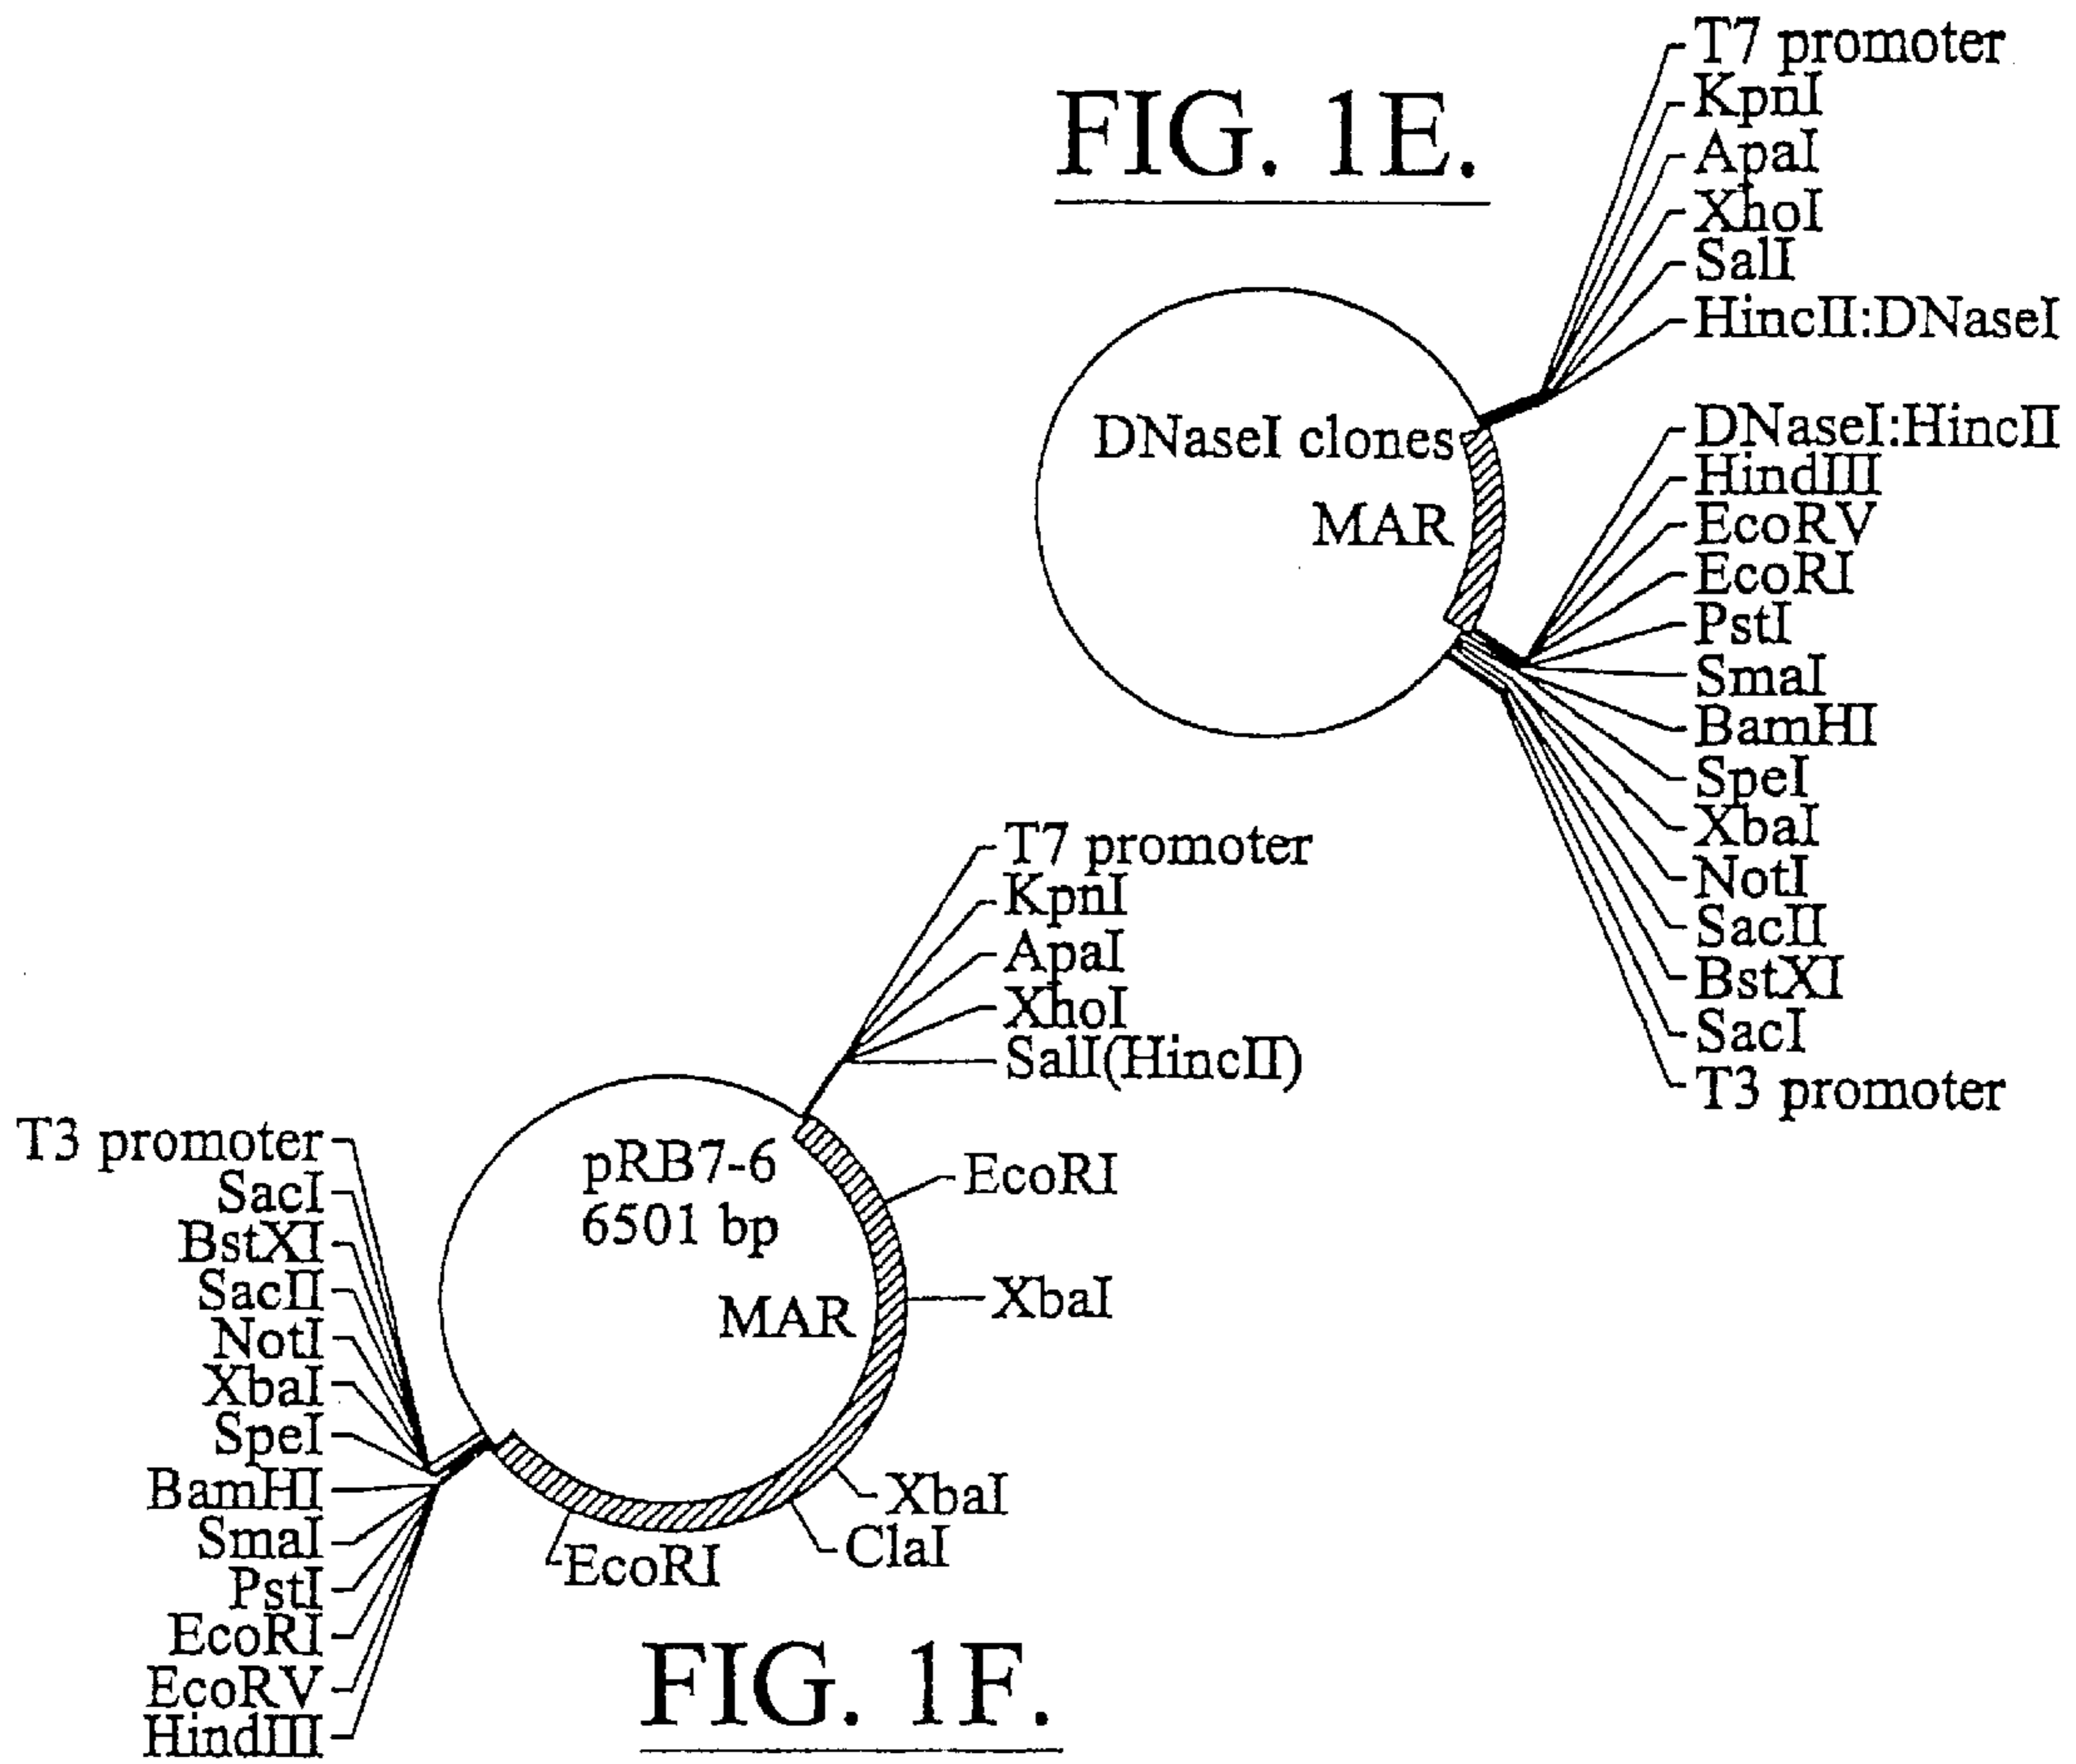 FIG. 1E.
T7 promoter
KpnI
ApaI
XhoI
SalI
HincII:DNaseI
DNaseI clones
MAR
DNaseI:HincII
HindIII
EcoRV
EcoRI
PstI
SmaI
BamHI
SpeI
XbaI
NotI
SacII
BstXI
SacI
T3 promoter
T7 promoter
KpnI
ApaI
XhoI
SalI(HincII)
pRB7-6
6501 bp
MAR
EcoRI
XbaI
XbaI
ClaI
EcoRI
T3 promoter
SacI
BstXI
SacII
NotI
XbaI
SpeI
BamHI
SmaI
PstI
EcoRI
EcoRV
HindIII
FIG. 1F.